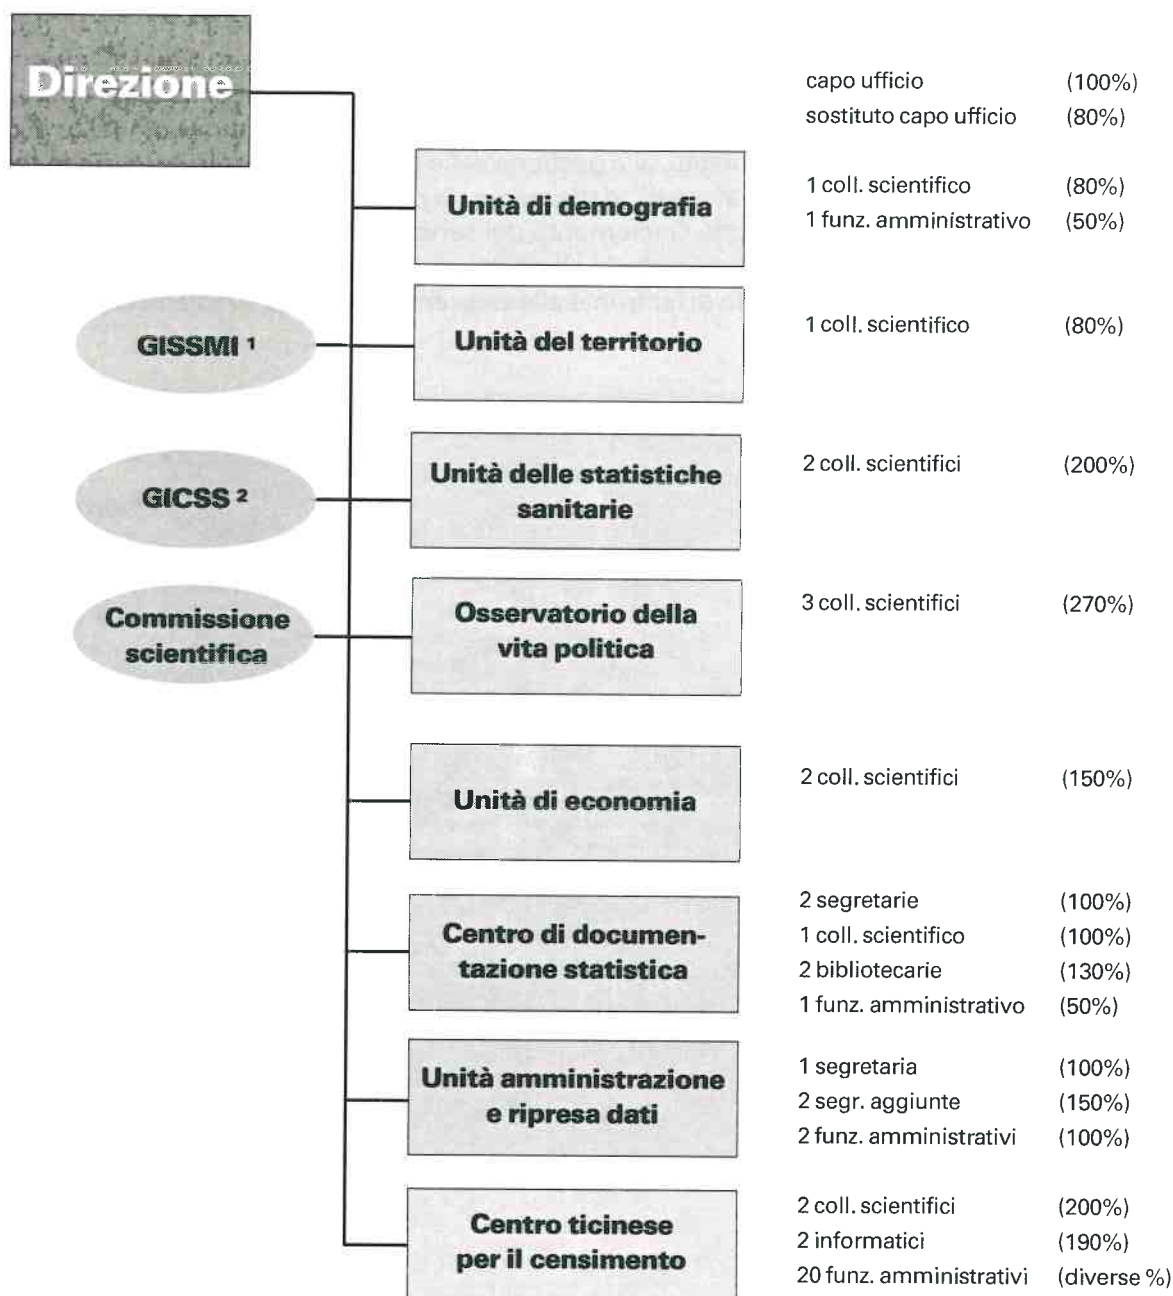 Direzione
capo ufficio (100%)
sostituto capo ufficio (80%)
Unità di demografia
1 coll. scientifico (80%)
1 funz. amministrativo (50%)
GISSMI ¹
Unità del territorio
1 coll. scientifico (80%)
GICSS ²
Unità delle statistiche
sanitarie
2 coll. scientifici (200%)
Commissione
scientifica
Osservatorio della
vita politica
3 coll. scientifici (270%)
Unità di economia
2 coll. scientifici (150%)
Centro di documen-
tazione statistica
2 segretarie (100%)
1 coll. scientifico (100%)
2 bibliotecarie (130%)
1 funz. amministrativo (50%)
Unità amministrazione
e ripresa dati
1 segretaria (100%)
2 segr. aggiunte (150%)
2 funz. amministrativi (100%)
Centro ticinese
per il censimento
2 coll. scientifici (200%)
2 informatici (190%)
20 funz. amministrativi (diverse %)